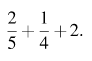 2/5 + 1/4 + 2.